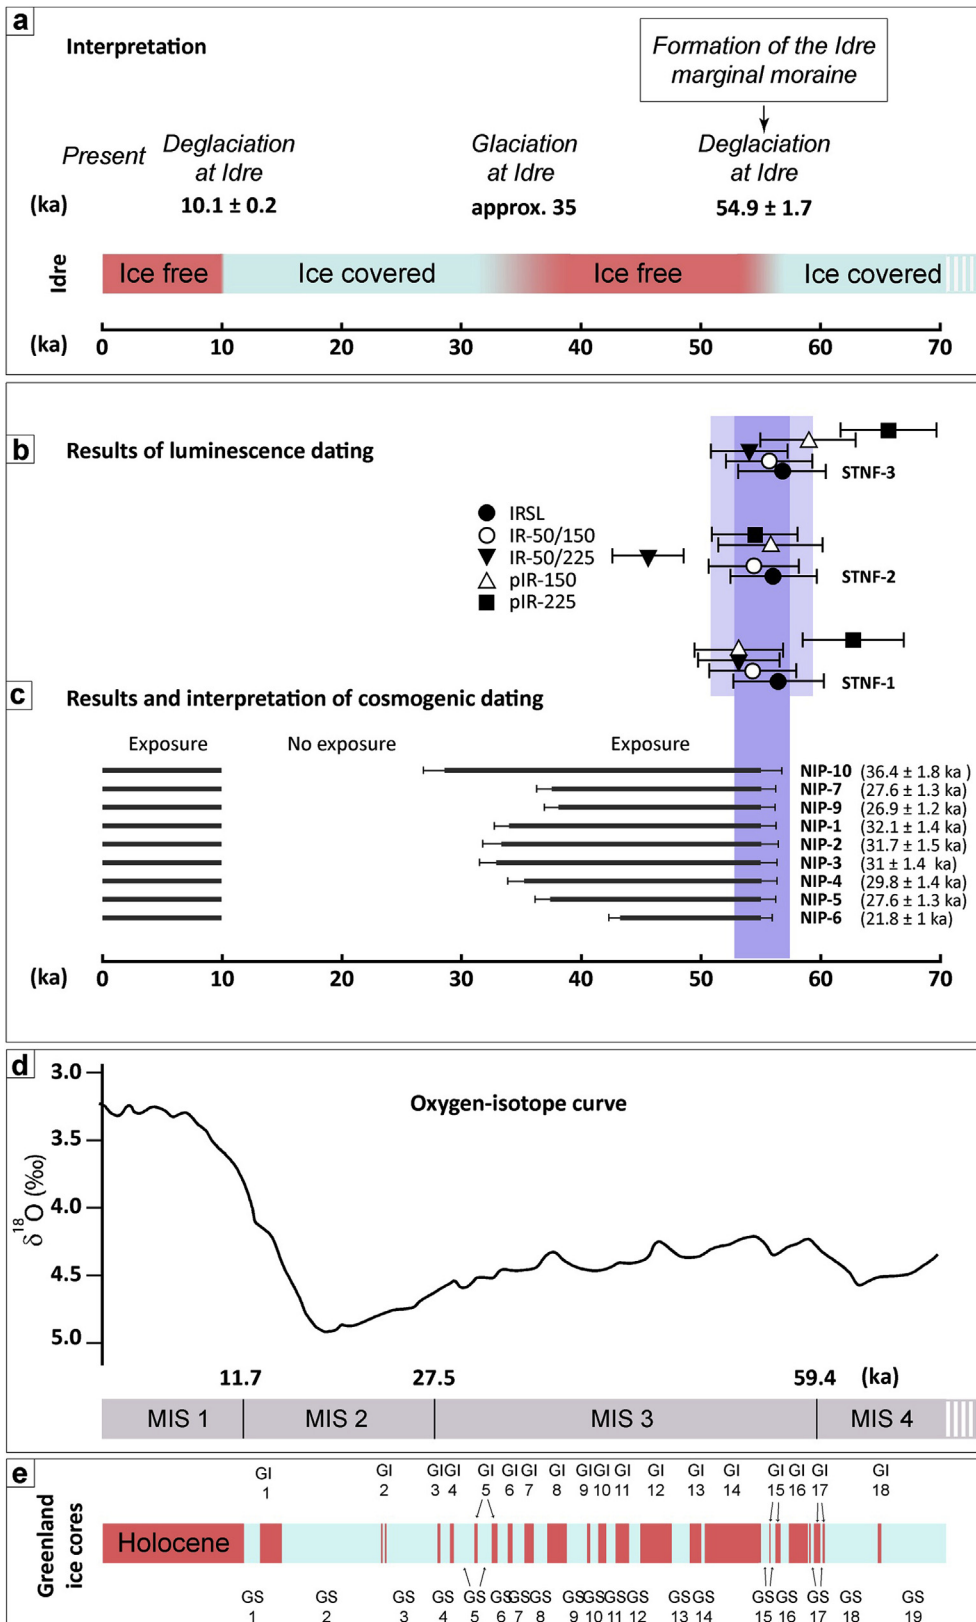 a
Interpretation
Formation of the Idre
marginal moraine
Present
Deglaciation
at Idre
Glaciation
at Idre
Deglaciation
at Idre
(ka) 10.1 ± 0.2 approx. 35 54.9 ± 1.7
Idre
Ice free Ice covered Ice free Ice covered
(ka) 0 10 20 30 40 50 60 70
b
Results of luminescence dating
IRSL
IR-50/150
IR-50/225
pIR-150
pIR-225
STNF-3
STNF-2
STNF-1
c
Results and interpretation of cosmogenic dating
Exposure No exposure Exposure
NIP-10 (36.4 ± 1.8 ka )
NIP-7 (27.6 ± 1.3 ka)
NIP-9 (26.9 ± 1.2 ka)
NIP-1 (32.1 ± 1.4 ka)
NIP-2 (31.7 ± 1.5 ka)
NIP-3 (31 ± 1.4 ka)
NIP-4 (29.8 ± 1.4 ka)
NIP-5 (27.6 ± 1.3 ka)
NIP-6 (21.8 ± 1 ka)
(ka) 0 10 20 30 40 50 60 70
d
Oxygen-isotope curve
δ¹⁸O (‰)
3.0
3.5
4.0
4.5
5.0
11.7 27.5 59.4 (ka)
MIS 1 MIS 2 MIS 3 MIS 4
e
Greenland
ice cores
GI GI GI GI GI GI GI GI GI GI GI GI GI GI GI GI GI GI
1 2 3 4 5 6 7 8 9 10 11 12 13 14 15 16 17 18
Holocene
GS GS GS GS GS GS GS GS GS GS GS GS GS GS GS GS GS GS GS
1 2 3 4 5 6 7 8 9 10 11 12 13 14 15 16 17 18 19